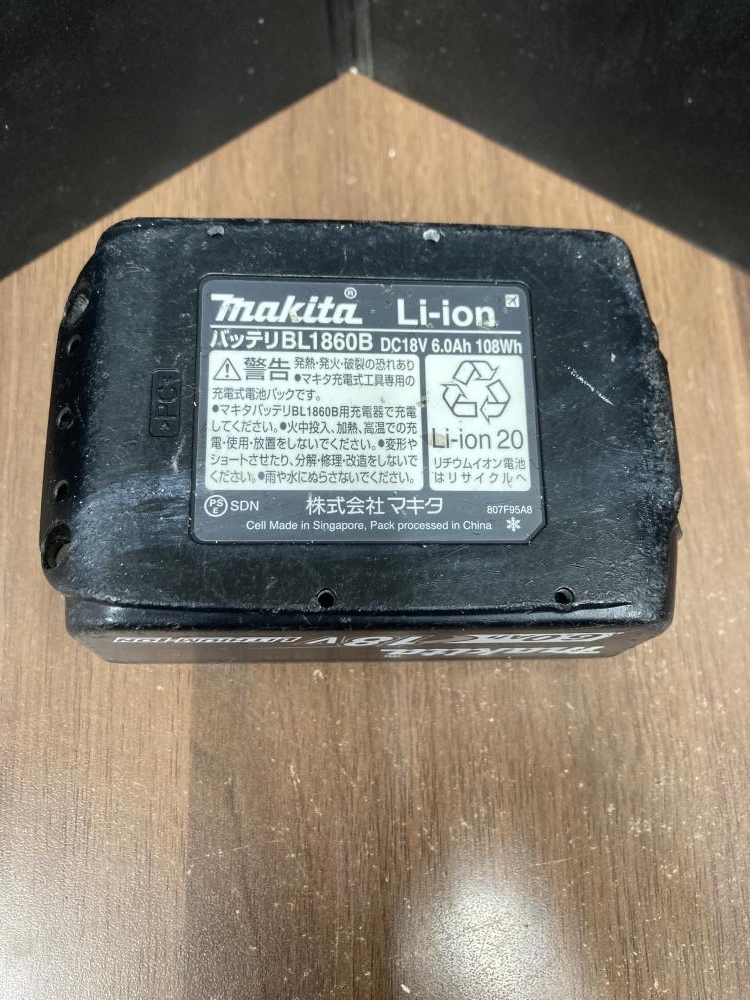 makita® Li-ion
バッテリBL1860B DC18V 6.0Ah 108Wh
警告 発熱・発火・破裂の恐れあり
●マキタ充電式工具専用の
充電式電池パックです。
●マキタバッテリBL1860B用充電器で充電
してください。●火中投入、加熱、高温での充
電・使用・放置をしないでください。●変形や
ショートさせたり、分解・修理・改造をしないで
ください。●雨や水にぬらさないでください。
Li-ion 20
リチウムイオン電池
はリサイクルへ
>PC<
PS
E SDN 株式会社マキタ 807F95A8
Cell Made in Singapore, Pack processed in China
makita 18V 6.0Ah LITHIUM-ION